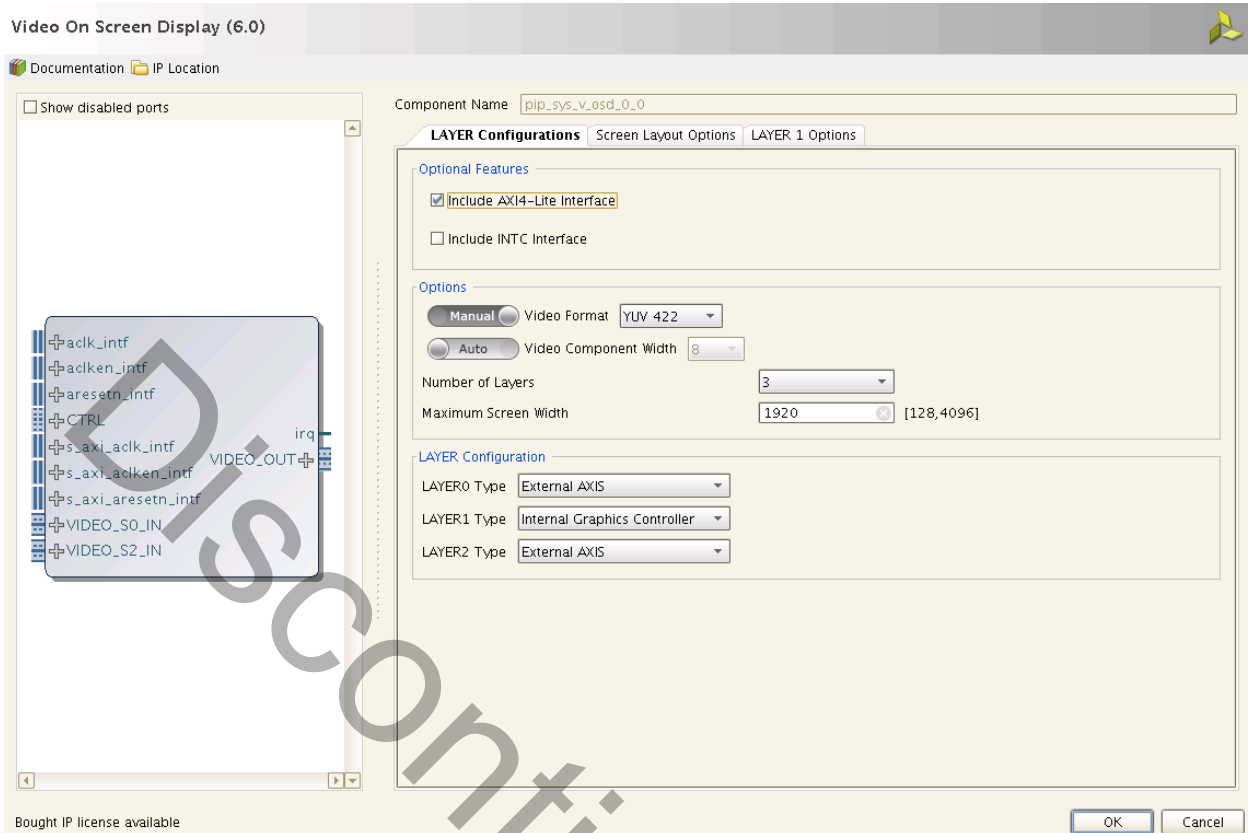 Video On Screen Display (6.0)
Documentation IP Location
Show disabled ports
aclk_intf
aclken_intf
aresetn_intf
CTRL
s_axi_aclk_intf
s_axi_aclken_intf
s_axi_aresetn_intf
VIDEO_S0_IN
VIDEO_S2_IN
irq
VIDEO_OUT
Component Name pip_sys_v_osd_0_0
LAYER Configurations Screen Layout Options LAYER 1 Options
Optional Features
Include AXI4-Lite Interface
Include INTC Interface
Options
Manual Video Format YUV 422
Auto Video Component Width 8
Number of Layers 3
Maximum Screen Width 1920 [128,4096]
LAYER Configuration
LAYER0 Type External AXIS
LAYER1 Type Internal Graphics Controller
LAYER2 Type External AXIS
Bought IP license available
OK Cancel
Disconti